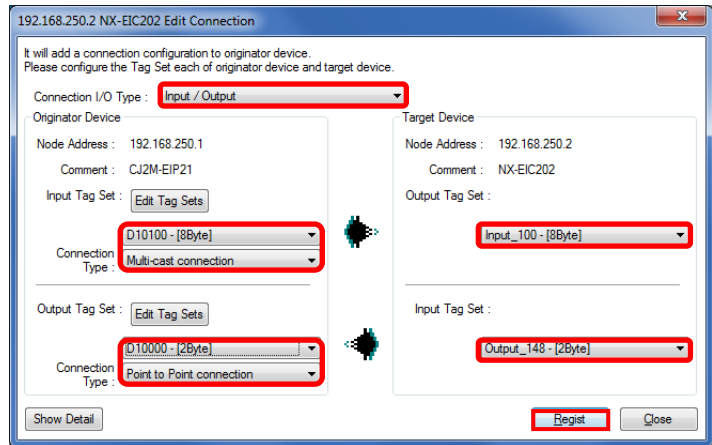 192.168.250.2 NX-EIC202 Edit Connection
It will add a connection configuration to originator device.
Please configure the Tag Set each of originator device and target device.
Connection I/O Type : Input / Output
Originator Device
Node Address : 192.168.250.1
Comment : CJ2M-EIP21
Input Tag Set : Edit Tag Sets
D10100 - [8Byte]
Connection Type : Multi-cast connection
Output Tag Set : Edit Tag Sets
D10000 - [2Byte]
Connection Type : Point to Point connection
Target Device
Node Address : 192.168.250.2
Comment : NX-EIC202
Output Tag Set :
Input_100 - [8Byte]
Input Tag Set :
Output_148 - [2Byte]
Show Detail
Regist
Close